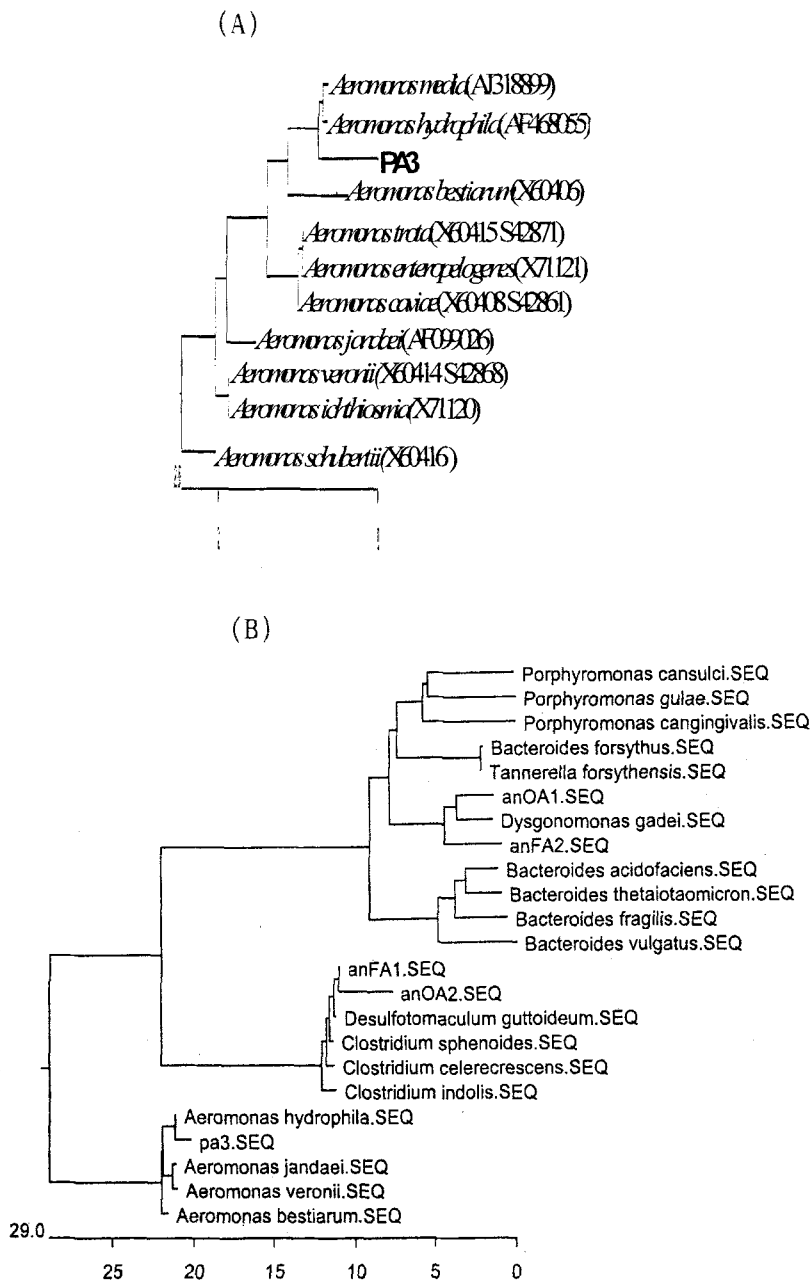 (A)
Aeromonas media(AJ318899)
Aeromonas hydrophila(AF468055)
PA3
Aeromonas bestiarum(X60406)
Aeromonas trota(X60415 S42871)
Aeromonas enteropelogenes(X71121)
Aeromonas caviae(X60408 S42861)
Aeromonas jandaei(AF099026)
Aeromonas veronii(X60414 S42868)
Aeromonas ichthiosmia(X71120)
Aeromonas schubertii(X60416)
(B)
Porphyromonas cansulci.SEQ
Porphyromonas gulae.SEQ
Porphyromonas cangingivalis.SEQ
Bacteroides forsythus.SEQ
Tannerella forsythensis.SEQ
anOA1.SEQ
Dysgonomonas gadei.SEQ
anFA2.SEQ
Bacteroides acidofaciens.SEQ
Bacteroides thetaiotaomicron.SEQ
Bacteroides fragilis.SEQ
Bacteroides vulgatus.SEQ
anFA1.SEQ
anOA2.SEQ
Desulfotomaculum guttoideum.SEQ
Clostridium sphenoides.SEQ
Clostridium celerecrescens.SEQ
Clostridium indolis.SEQ
Aeromonas hydrophila.SEQ
pa3.SEQ
Aeromonas jandaei.SEQ
Aeromonas veronii.SEQ
Aeromonas bestiarum.SEQ
29.0
25 20 15 10 5 0